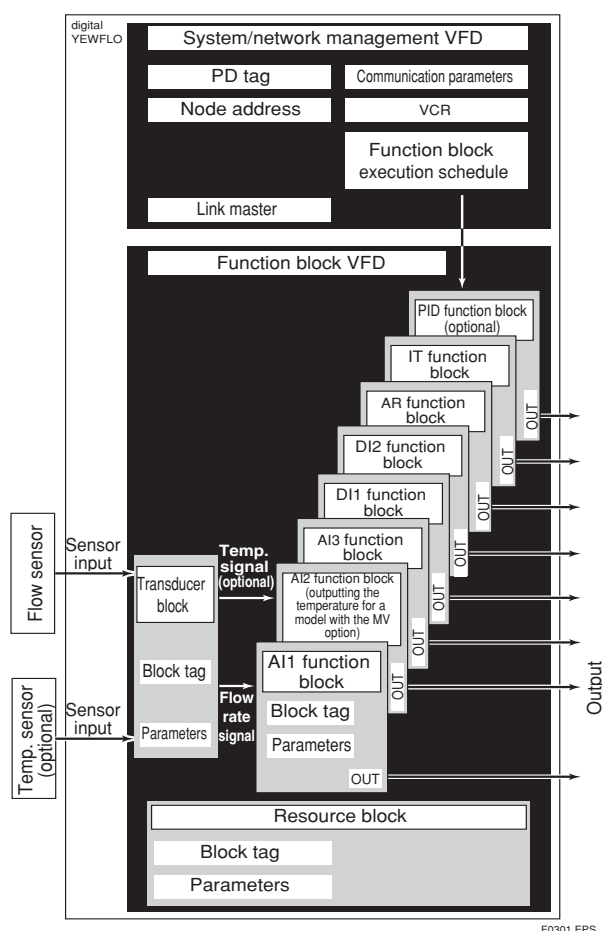 digital
YEWFLO
System/network management VFD
PD tag
Communication parameters
Node address
VCR
Function block
execution schedule
Link master
Function block VFD
PID function block
(optional)
OUT
IT function
block
OUT
AR function
block
OUT
DI2 function
block
OUT
DI1 function
block
OUT
AI3 function
block
OUT
AI2 function block
(outputting the
temperature for a
model with the MV
option)
OUT
AI1 function
block
Block tag
Parameters
OUT
Flow sensor
Sensor
input
Temp. sensor
(optional)
Sensor
input
Transducer
block
Block tag
Parameters
Temp.
signal
(optional)
Flow
rate
signal
Output
Resource block
Block tag
Parameters
F0301.EPS